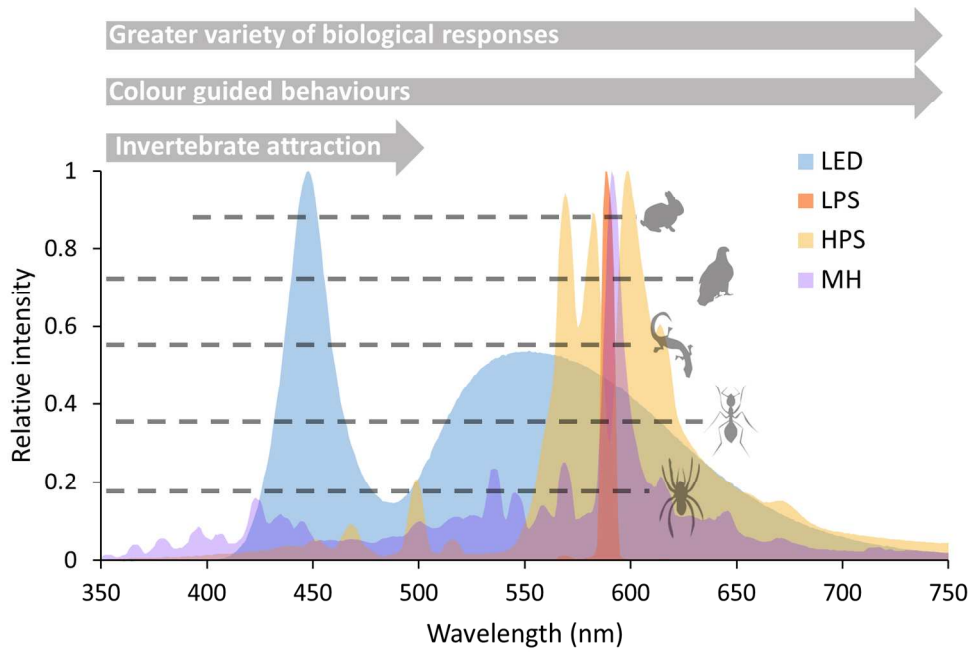 Greater variety of biological responses
Colour guided behaviours
Invertebrate attraction
1
0.8
0.6
0.4
0.2
0
Relative intensity
LED
LPS
HPS
MH
350 400 450 500 550 600 650 700 750
Wavelength (nm)